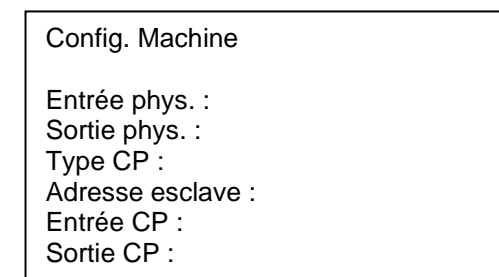 Config. Machine
Entrée phys. :
Sortie phys. :
Type CP :
Adresse esclave :
Entrée CP :
Sortie CP :